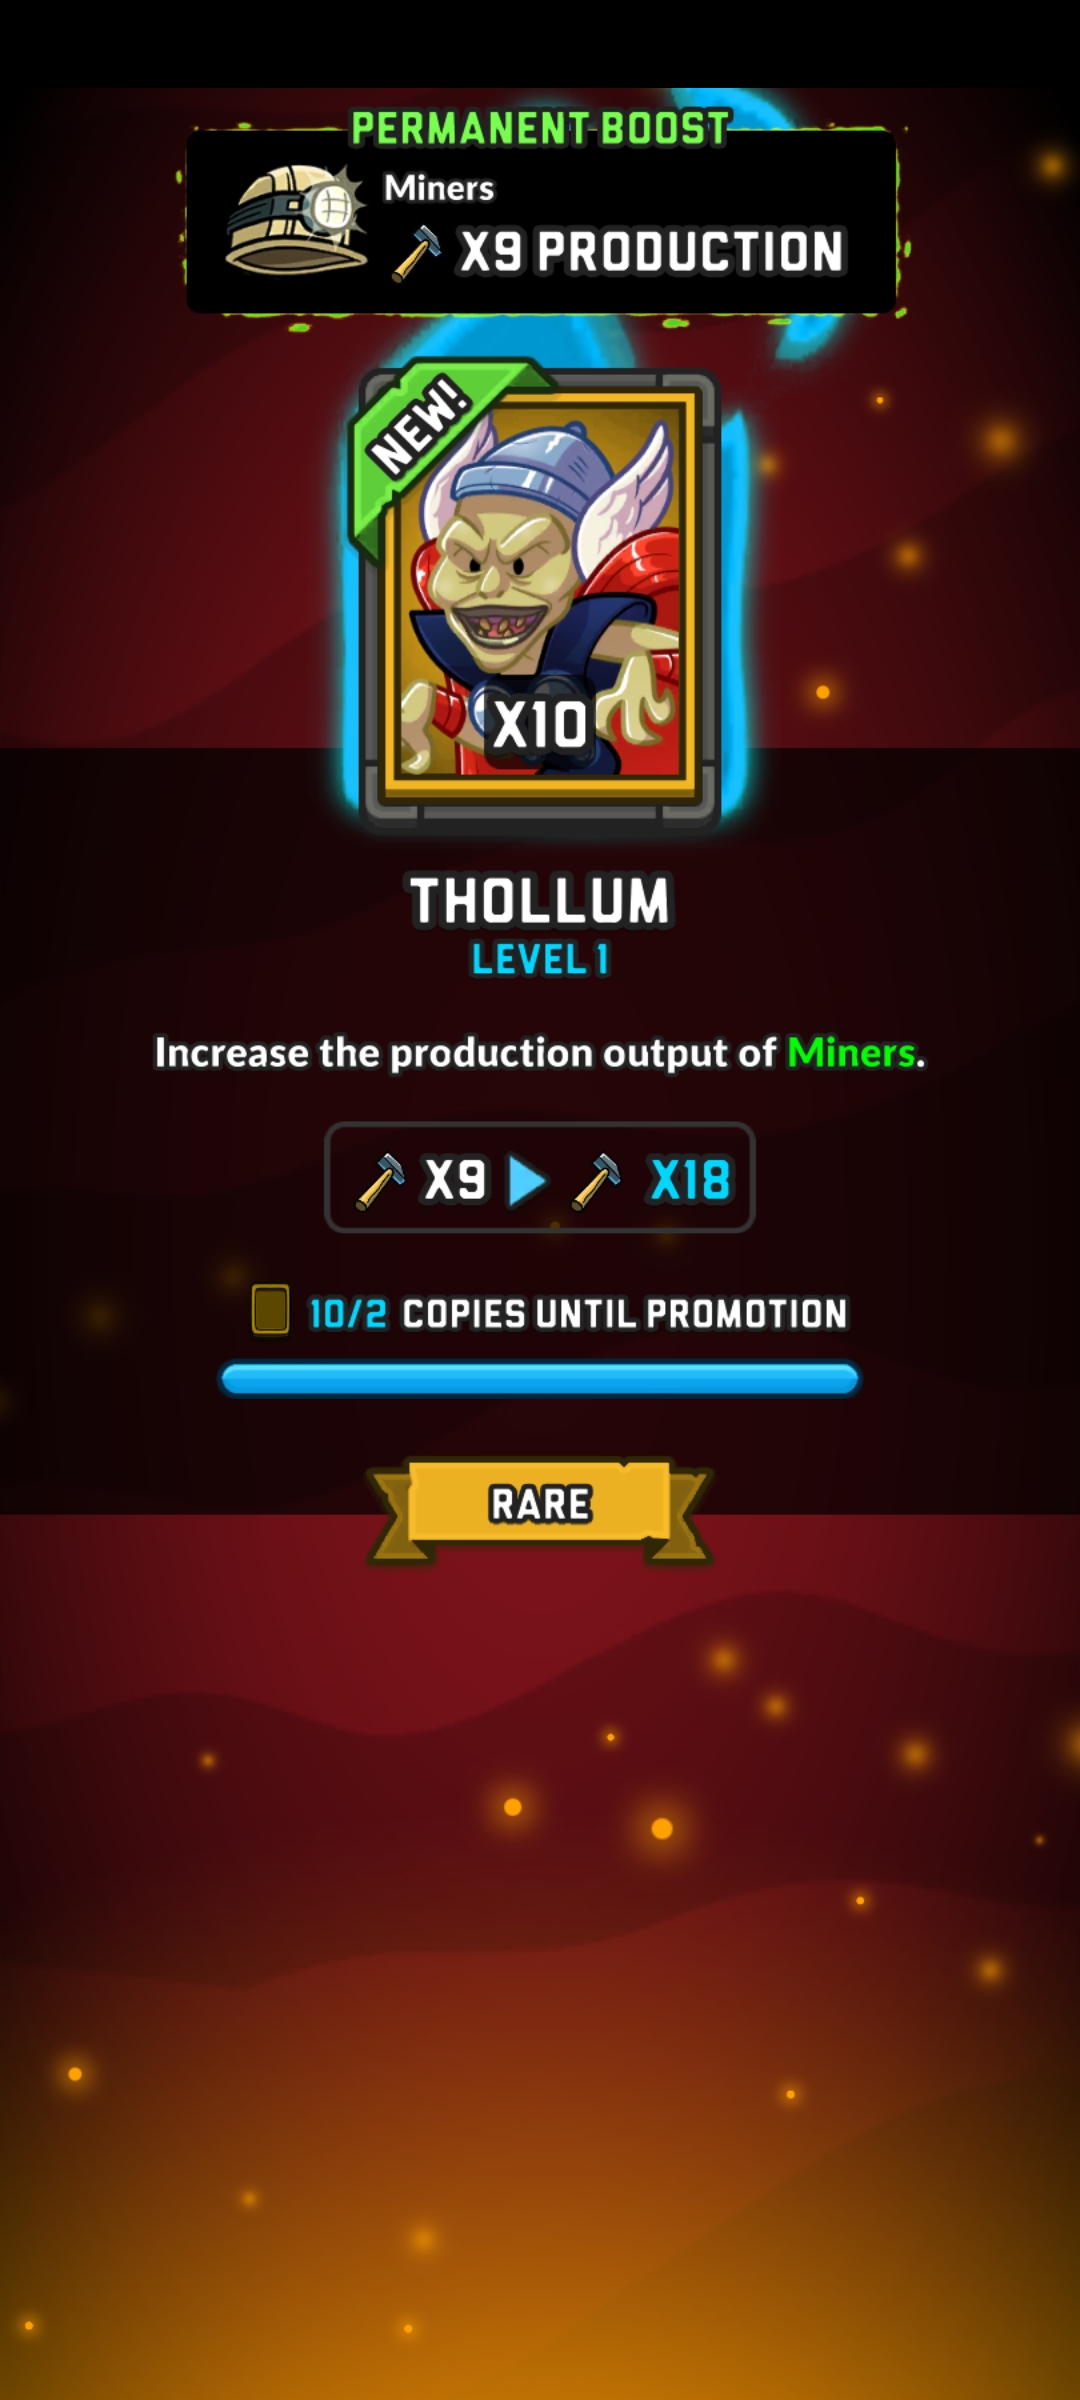 PERMANENT BOOST
Miners
X9 PRODUCTION
NEW!
X10
THOLLUM
LEVEL 1
Increase the production output of Miners.
X9 X18
10/2 COPIES UNTIL PROMOTION
RARE